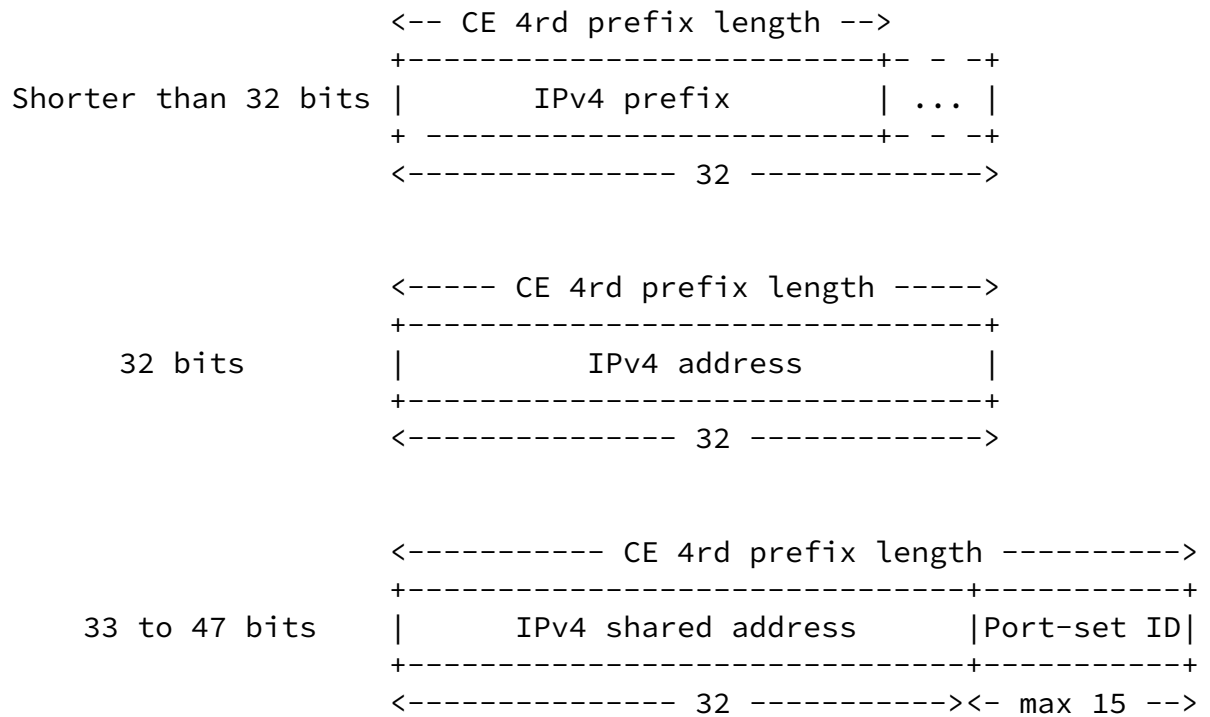 <-- CE 4rd prefix length -->
                     +-------------------------+- - -+
Shorter than 32 bits |       IPv4 prefix         | ... |
                     + -------------------------+- - -+
                     <--------------- 32 ------------->

                     <----- CE 4rd prefix length ----->
                     +--------------------------------+
      32 bits        |          IPv4 address          |
                     +--------------------------------+
                     <--------------- 32 ------------->

                     <----------- CE 4rd prefix length ---------->
                     +-------------------------------+-----------+
    33 to 47 bits    |      IPv4 shared address      |Port-set ID|
                     +-------------------------------+-----------+
                     <--------------- 32 -----------><- max 15 -->